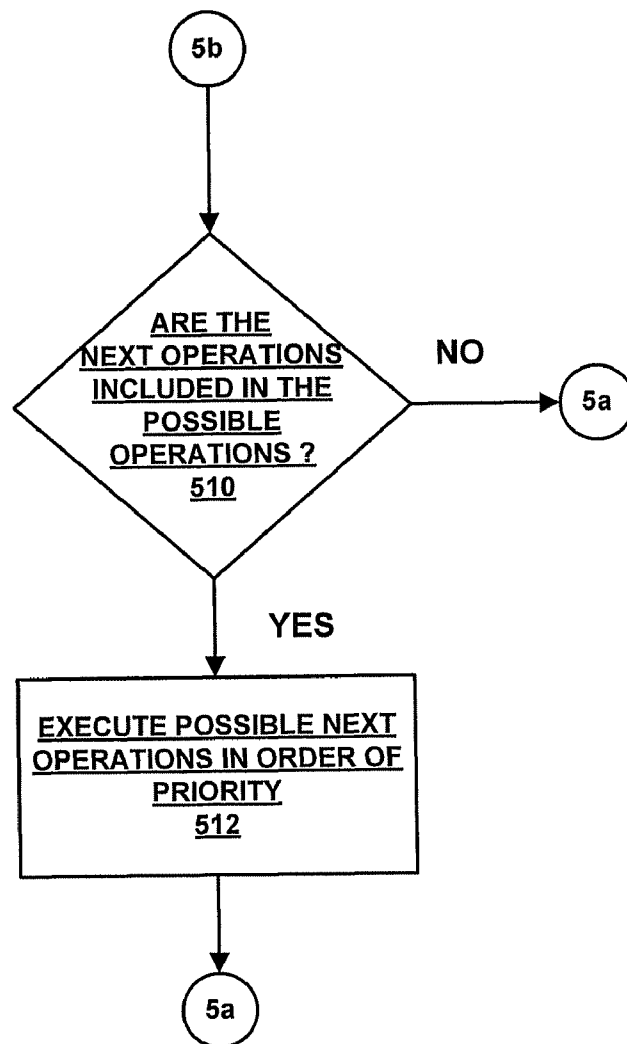 5b
ARE THE
NEXT OPERATIONS
INCLUDED IN THE
POSSIBLE
OPERATIONS ?
510
NO
5a
YES
EXECUTE POSSIBLE NEXT
OPERATIONS IN ORDER OF
PRIORITY
512
5a